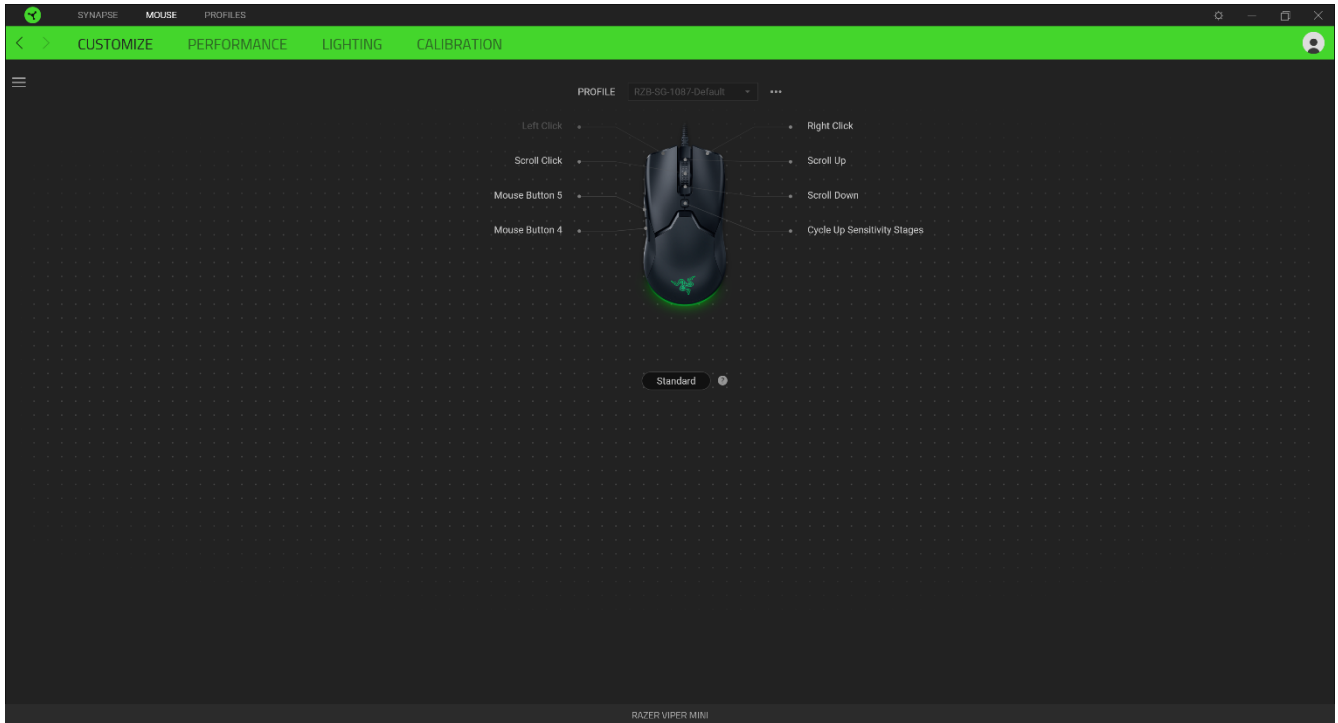 SYNAPSE MOUSE PROFILES
CUSTOMIZE PERFORMANCE LIGHTING CALIBRATION
PROFILE RZB-SG-1087-Default
Left Click Right Click
Scroll Click Scroll Up
Mouse Button 5 Scroll Down
Mouse Button 4 Cycle Up Sensitivity Stages
Standard ?
RAZER VIPER MINI